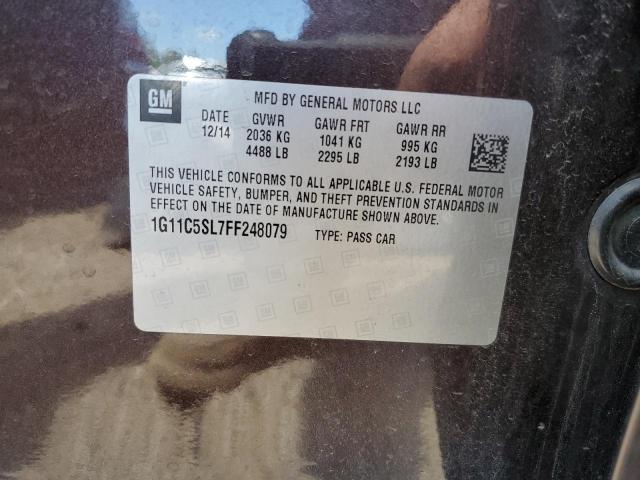 GM
MFD BY GENERAL MOTORS LLC
DATE GVWR GAWR FRT GAWR RR
12/14 2036 KG 1041 KG 995 KG
4488 LB 2295 LB 2193 LB
THIS VEHICLE CONFORMS TO ALL APPLICABLE U.S. FEDERAL MOTOR
VEHICLE SAFETY, BUMPER, AND THEFT PREVENTION STANDARDS IN
EFFECT ON THE DATE OF MANUFACTURE SHOWN ABOVE.
1G11C5SL7FF248079 TYPE: PASS CAR